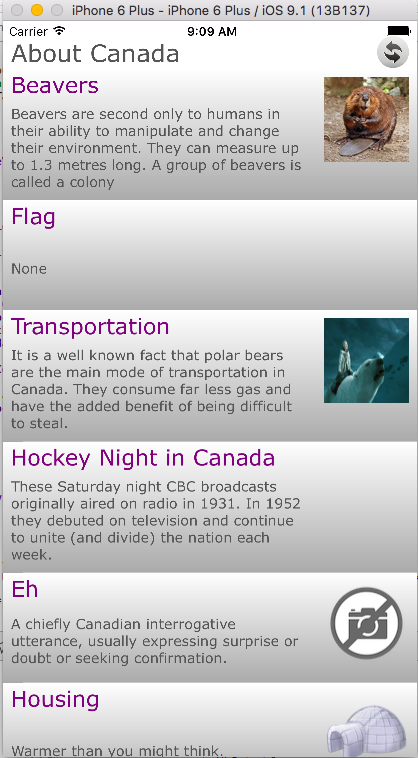 iPhone 6 Plus - iPhone 6 Plus / iOS 9.1 (13B137)
Carrier 9:09 AM
About Canada
Beavers
Beavers are second only to humans in
their ability to manipulate and change
their environment. They can measure up
to 1.3 metres long. A group of beavers is
called a colony
Flag
None
Transportation
It is a well known fact that polar bears
are the main mode of transportation in
Canada. They consume far less gas and
have the added benefit of being difficult
to steal.
Hockey Night in Canada
These Saturday night CBC broadcasts
originally aired on radio in 1931. In 1952
they debuted on television and continue
to unite (and divide) the nation each
week.
Eh
A chiefly Canadian interrogative
utterance, usually expressing surprise or
doubt or seeking confirmation.
Housing
Warmer than you might think.